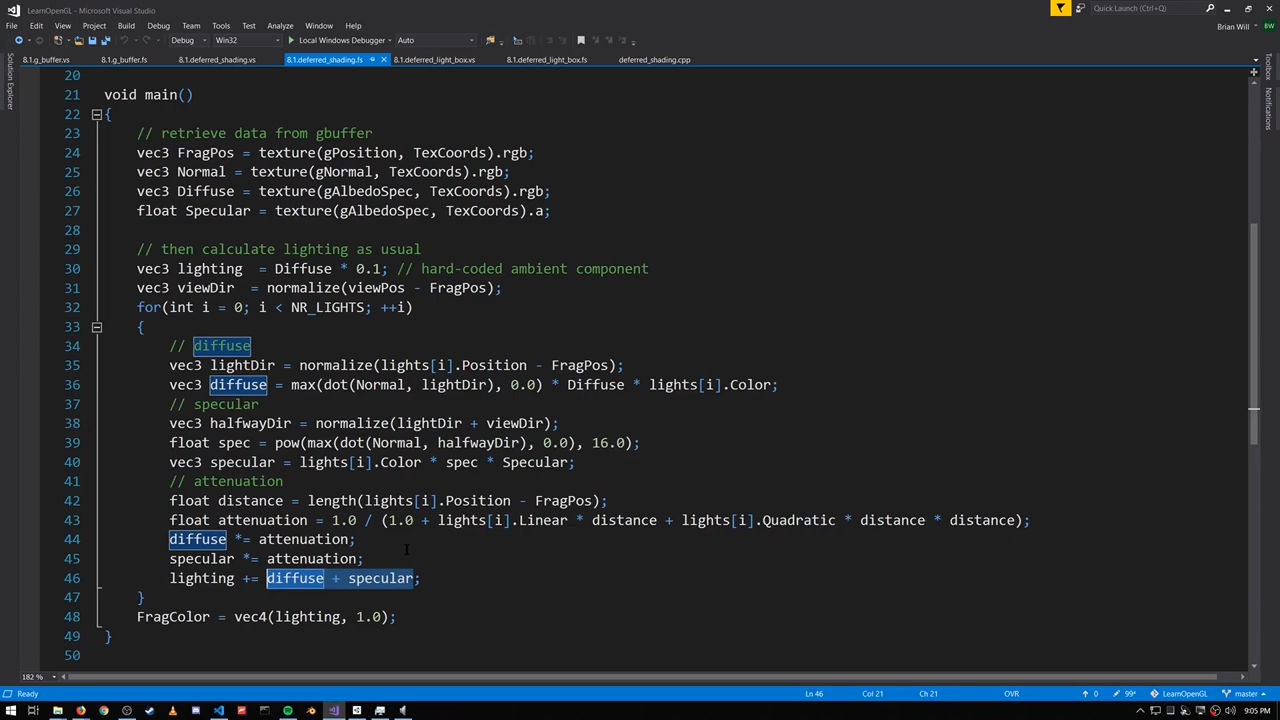 LearnOpenGL - Microsoft Visual Studio
Quick Launch (Ctrl+Q)
File Edit View Project Build Debug Team Tools Test Analyze Window Help
Brian Will BW
Debug Win32 Local Windows Debugger Auto
8.1.g_buffer.vs 8.1.g_buffer.fs 8.1.deferred_shading.vs 8.1.deferred_shading.fs 8.1.deferred_light_box.vs 8.1.deferred_light_box.fs deferred_shading.cpp
Solution Explorer
Toolbox
Notifications
20
21 void main()
22 {
23 // retrieve data from gbuffer
24 vec3 FragPos = texture(gPosition, TexCoords).rgb;
25 vec3 Normal = texture(gNormal, TexCoords).rgb;
26 vec3 Diffuse = texture(gAlbedoSpec, TexCoords).rgb;
27 float Specular = texture(gAlbedoSpec, TexCoords).a;
28
29 // then calculate lighting as usual
30 vec3 lighting  = Diffuse * 0.1; // hard-coded ambient component
31 vec3 viewDir  = normalize(viewPos - FragPos);
32 for(int i = 0; i < NR_LIGHTS; ++i)
33 {
34 // diffuse
35 vec3 lightDir = normalize(lights[i].Position - FragPos);
36 vec3 diffuse = max(dot(Normal, lightDir), 0.0) * Diffuse * lights[i].Color;
37 // specular
38 vec3 halfwayDir = normalize(lightDir + viewDir);
39 float spec = pow(max(dot(Normal, halfwayDir), 0.0), 16.0);
40 vec3 specular = lights[i].Color * spec * Specular;
41 // attenuation
42 float distance = length(lights[i].Position - FragPos);
43 float attenuation = 1.0 / (1.0 + lights[i].Linear * distance + lights[i].Quadratic * distance * distance);
44 diffuse *= attenuation;
45 specular *= attenuation;
46 lighting += diffuse + specular;
47 }
48 FragColor = vec4(lighting, 1.0);
49 }
50
182 %
Ready Ln 46 Col 21 Ch 21 OVR 0 99* LearnOpenGL master
9:05 PM